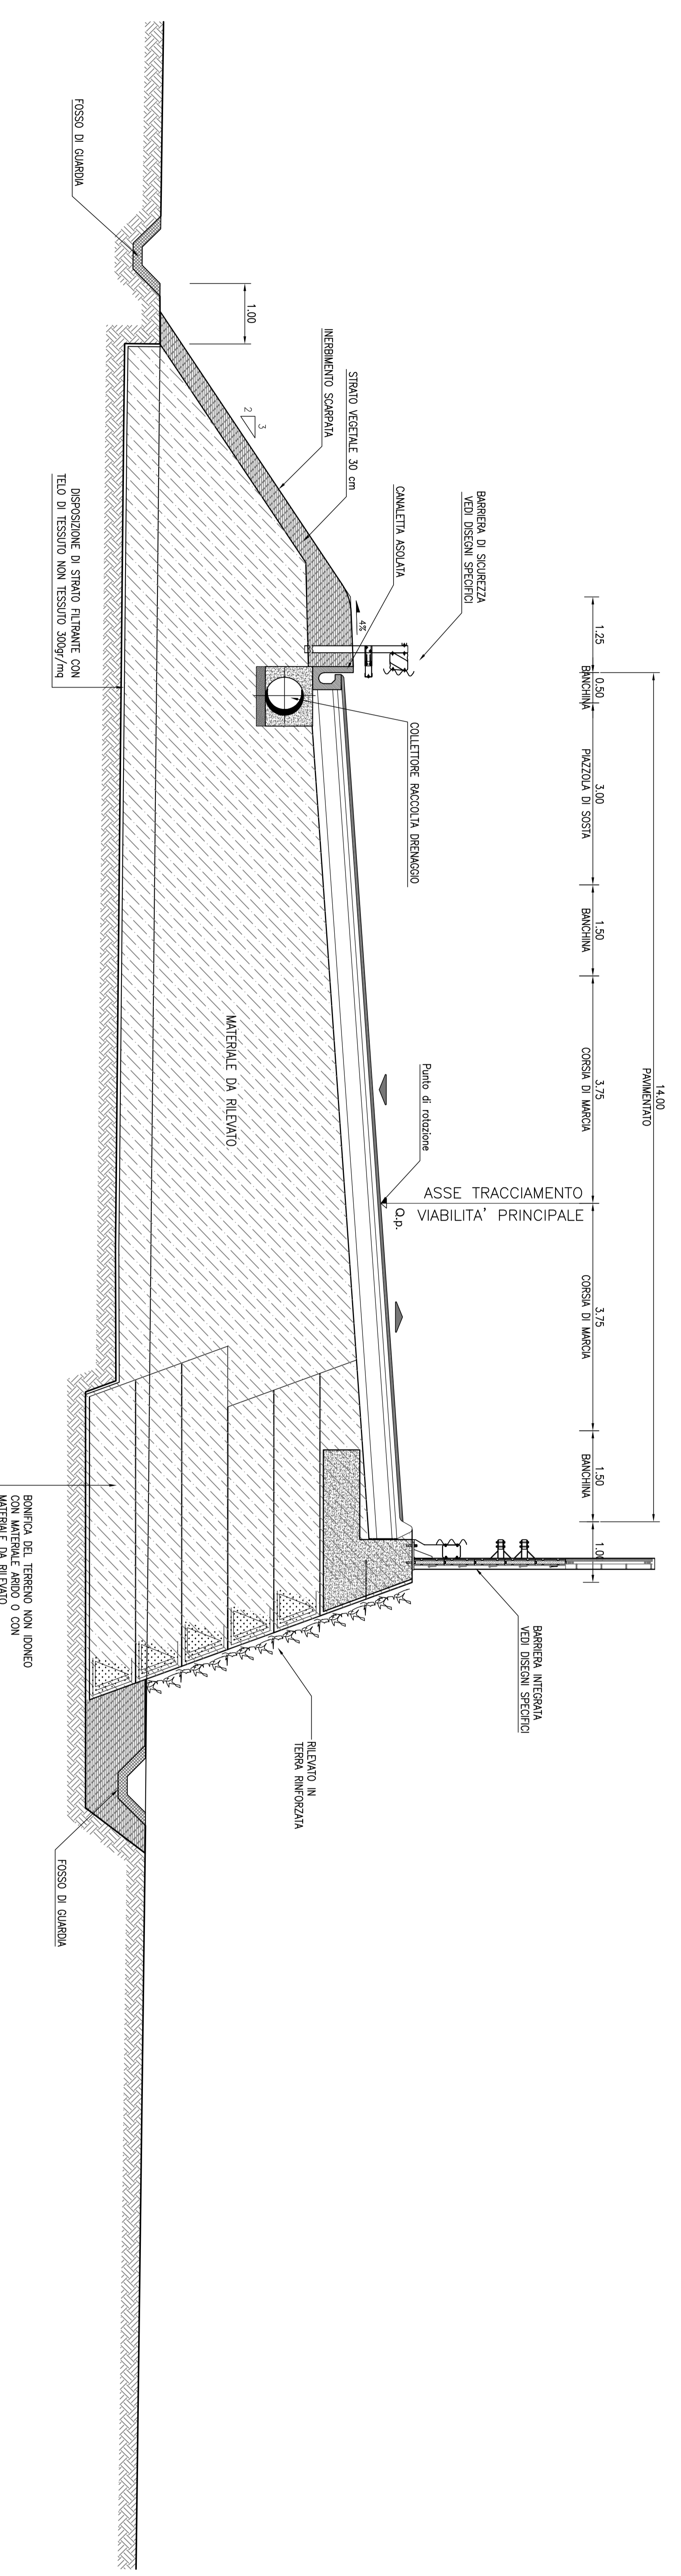 14.00
PAVIMENTATO
1.25
0.50
BANCHINA
3.00
PIAZZOLA DI SOSTA
1.50
BANCHINA
3.75
CORSIA DI MARCIA
3.75
CORSIA DI MARCIA
1.50
BANCHINA
1.00
ASSE TRACCIAMENTO
VIABILITA' PRINCIPALE
BARRIERA DI SICUREZZA
VEDI DISEGNI SPECIFICI
BARRIERA INTEGRATA
VEDI DISEGNI SPECIFICI
CANALETTA ASOLATA
COLLETTORE RACCOLTA DRENAGGIO
Punto di rotazione
Q.p.
4%
STRATO VEGETALE 30 cm
INERBIMENTO SCARPATA
3
2
1.00
MATERIALE DA RILEVATO
RILEVATO IN
TERRA RINFORZATA
FOSSO DI GUARDIA
DISPOSIZIONE DI STRATO FILTRANTE CON
TELO DI TESSUTO NON TESSUTO 300gr/mq
FOSSO DI GUARDIA
BONIFICA DEL TERRENO NON IDONEO
CON MATERIALE ARIDO O CON
MATERIALE DA RILEVATO